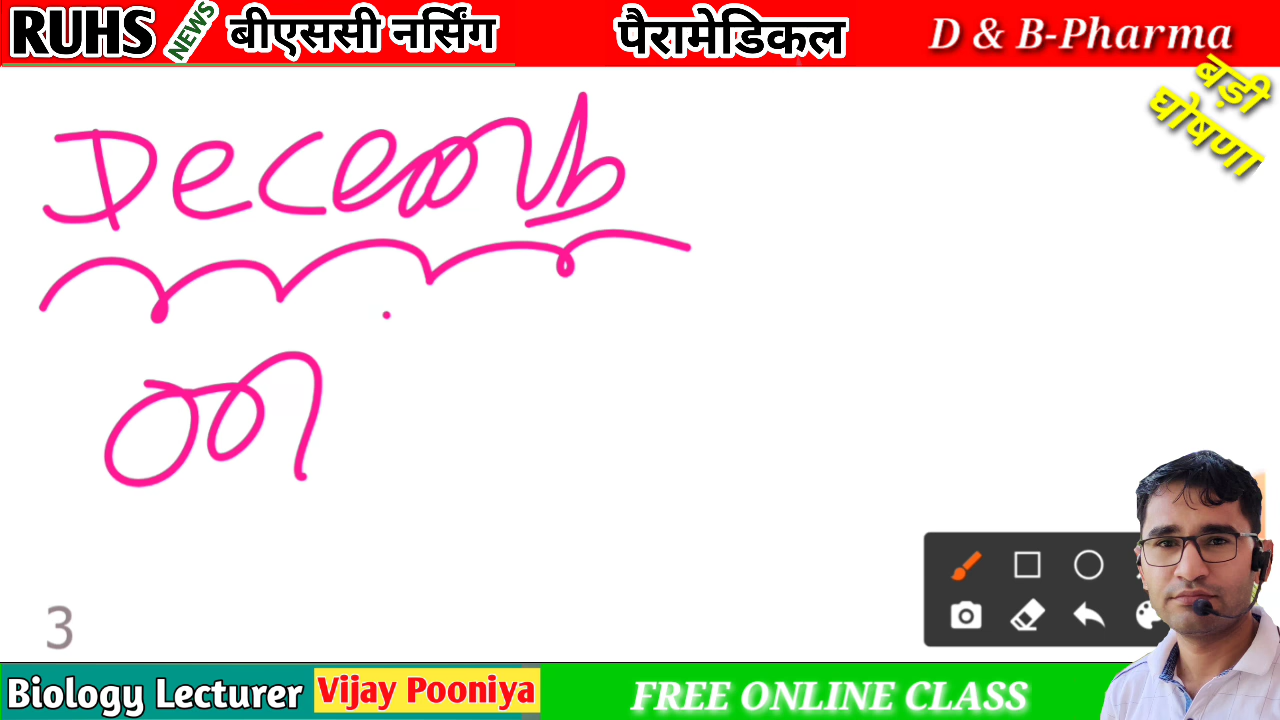 RUHS NEWS बीएससी नर्सिंग पैरामेडिकल D & B-Pharma
बड़ी
घोषणा
Decemb
3
Biology Lecturer Vijay Pooniya FREE ONLINE CLASS